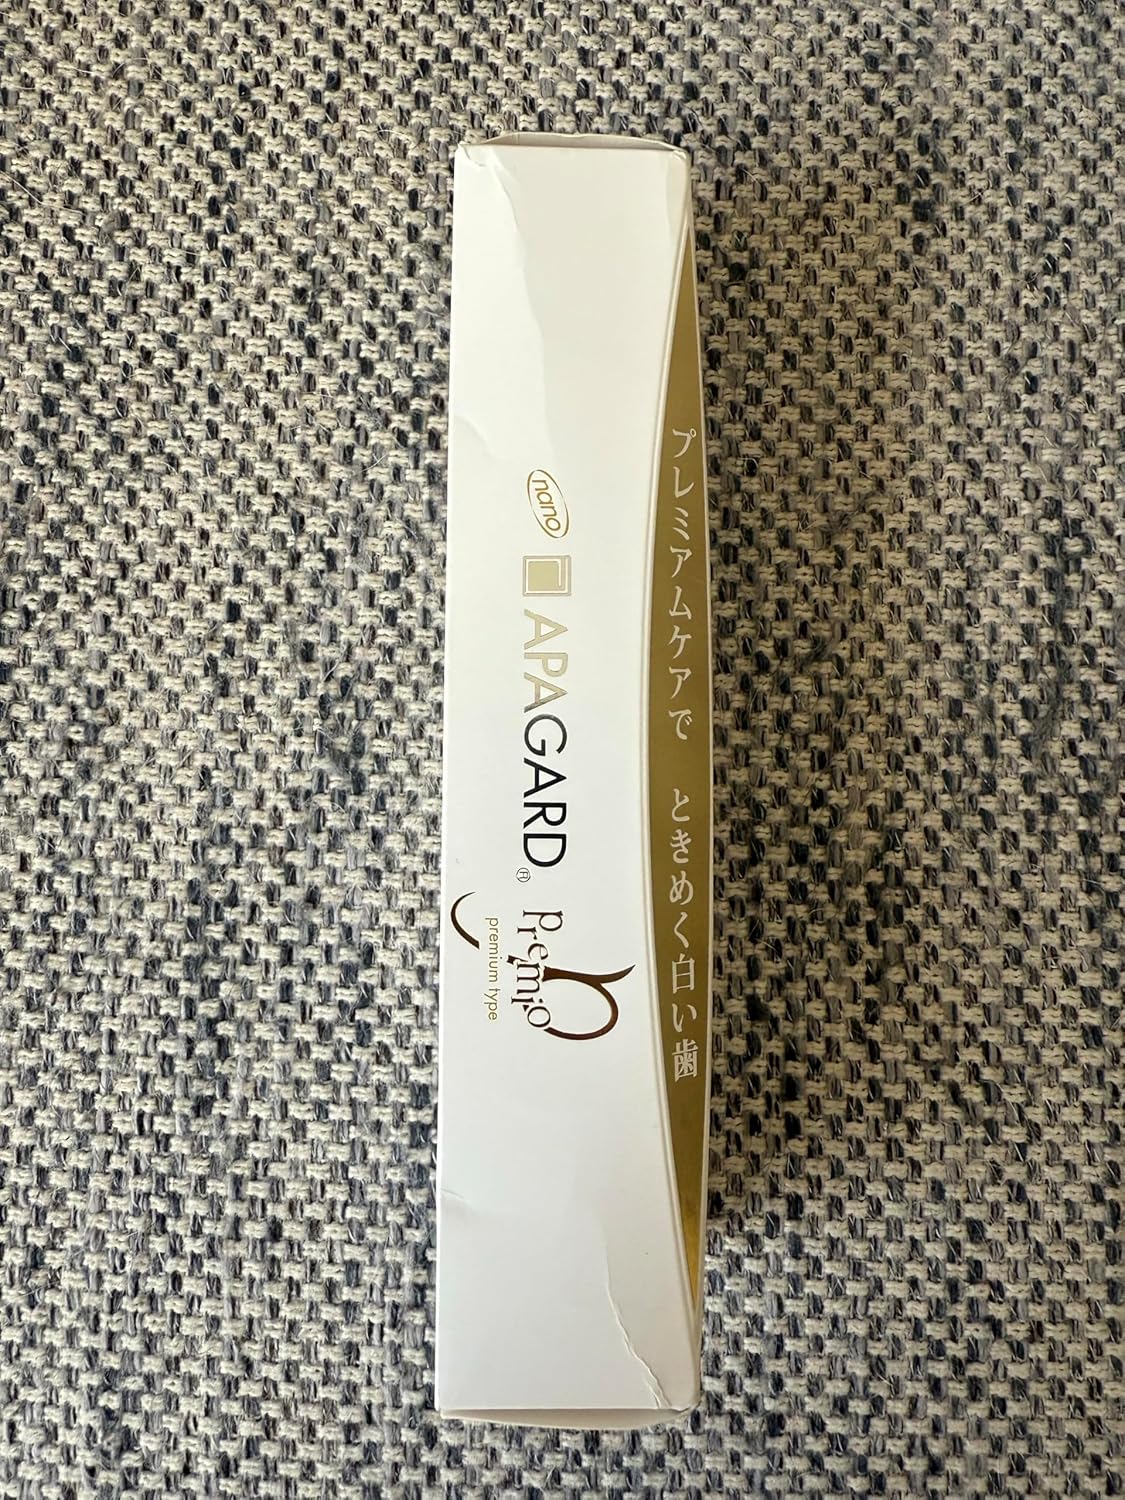 プレミアムケアで ときめく白い歯
nano
APAGARD®
premio
premium type